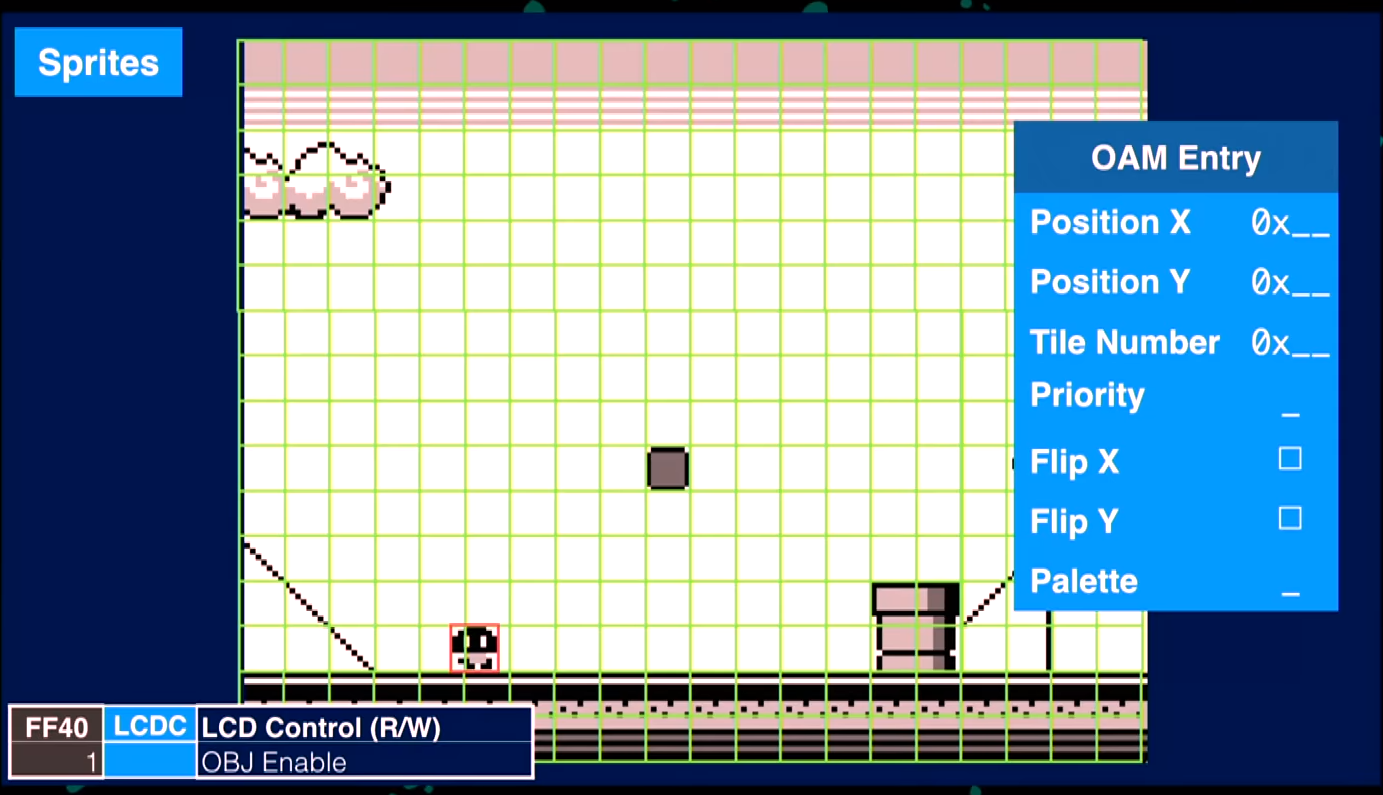 Sprites
OAM Entry
Position X 0x__
Position Y 0x__
Tile Number 0x__
Priority _
Flip X
Flip Y
Palette _
FF40 LCDC LCD Control (R/W)
1 OBJ Enable